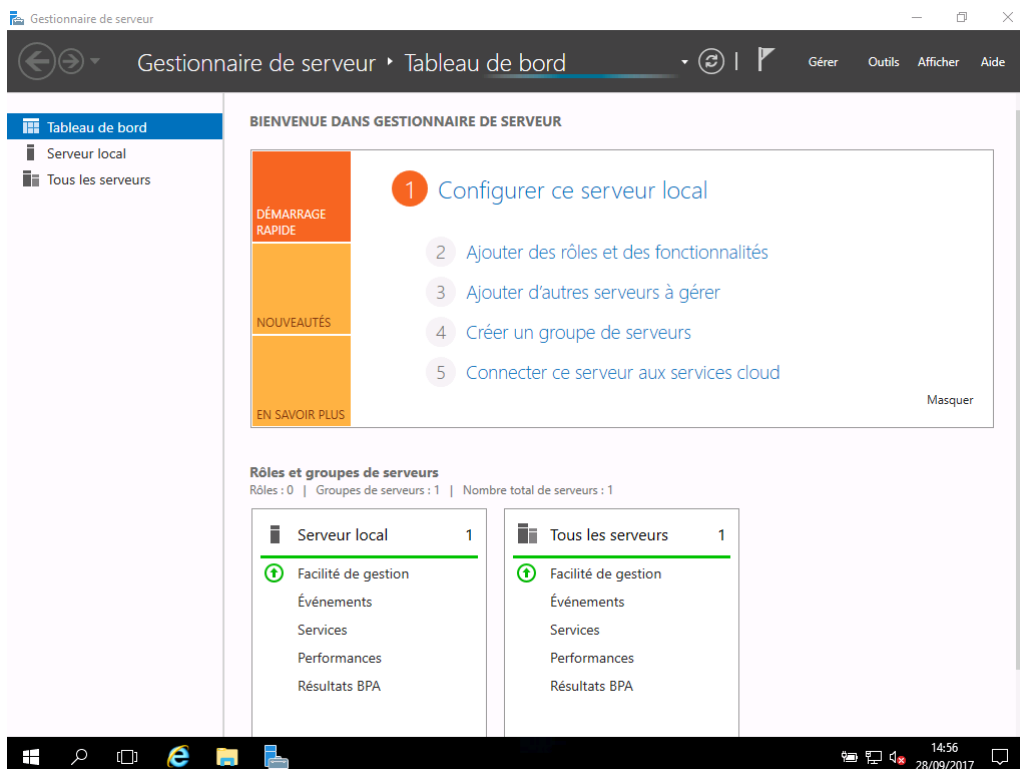 Gestionnaire de serveur
Gestionnaire de serveur ‣ Tableau de bord
Gérer Outils Afficher Aide
Tableau de bord
Serveur local
Tous les serveurs
BIENVENUE DANS GESTIONNAIRE DE SERVEUR
DÉMARRAGE
RAPIDE
NOUVEAUTÉS
EN SAVOIR PLUS
1 Configurer ce serveur local
2 Ajouter des rôles et des fonctionnalités
3 Ajouter d’autres serveurs à gérer
4 Créer un groupe de serveurs
5 Connecter ce serveur aux services cloud
Masquer
Rôles et groupes de serveurs
Rôles : 0 | Groupes de serveurs : 1 | Nombre total de serveurs : 1
Serveur local 1
Facilité de gestion
Événements
Services
Performances
Résultats BPA
Tous les serveurs 1
Facilité de gestion
Événements
Services
Performances
Résultats BPA
14:56
28/09/2017